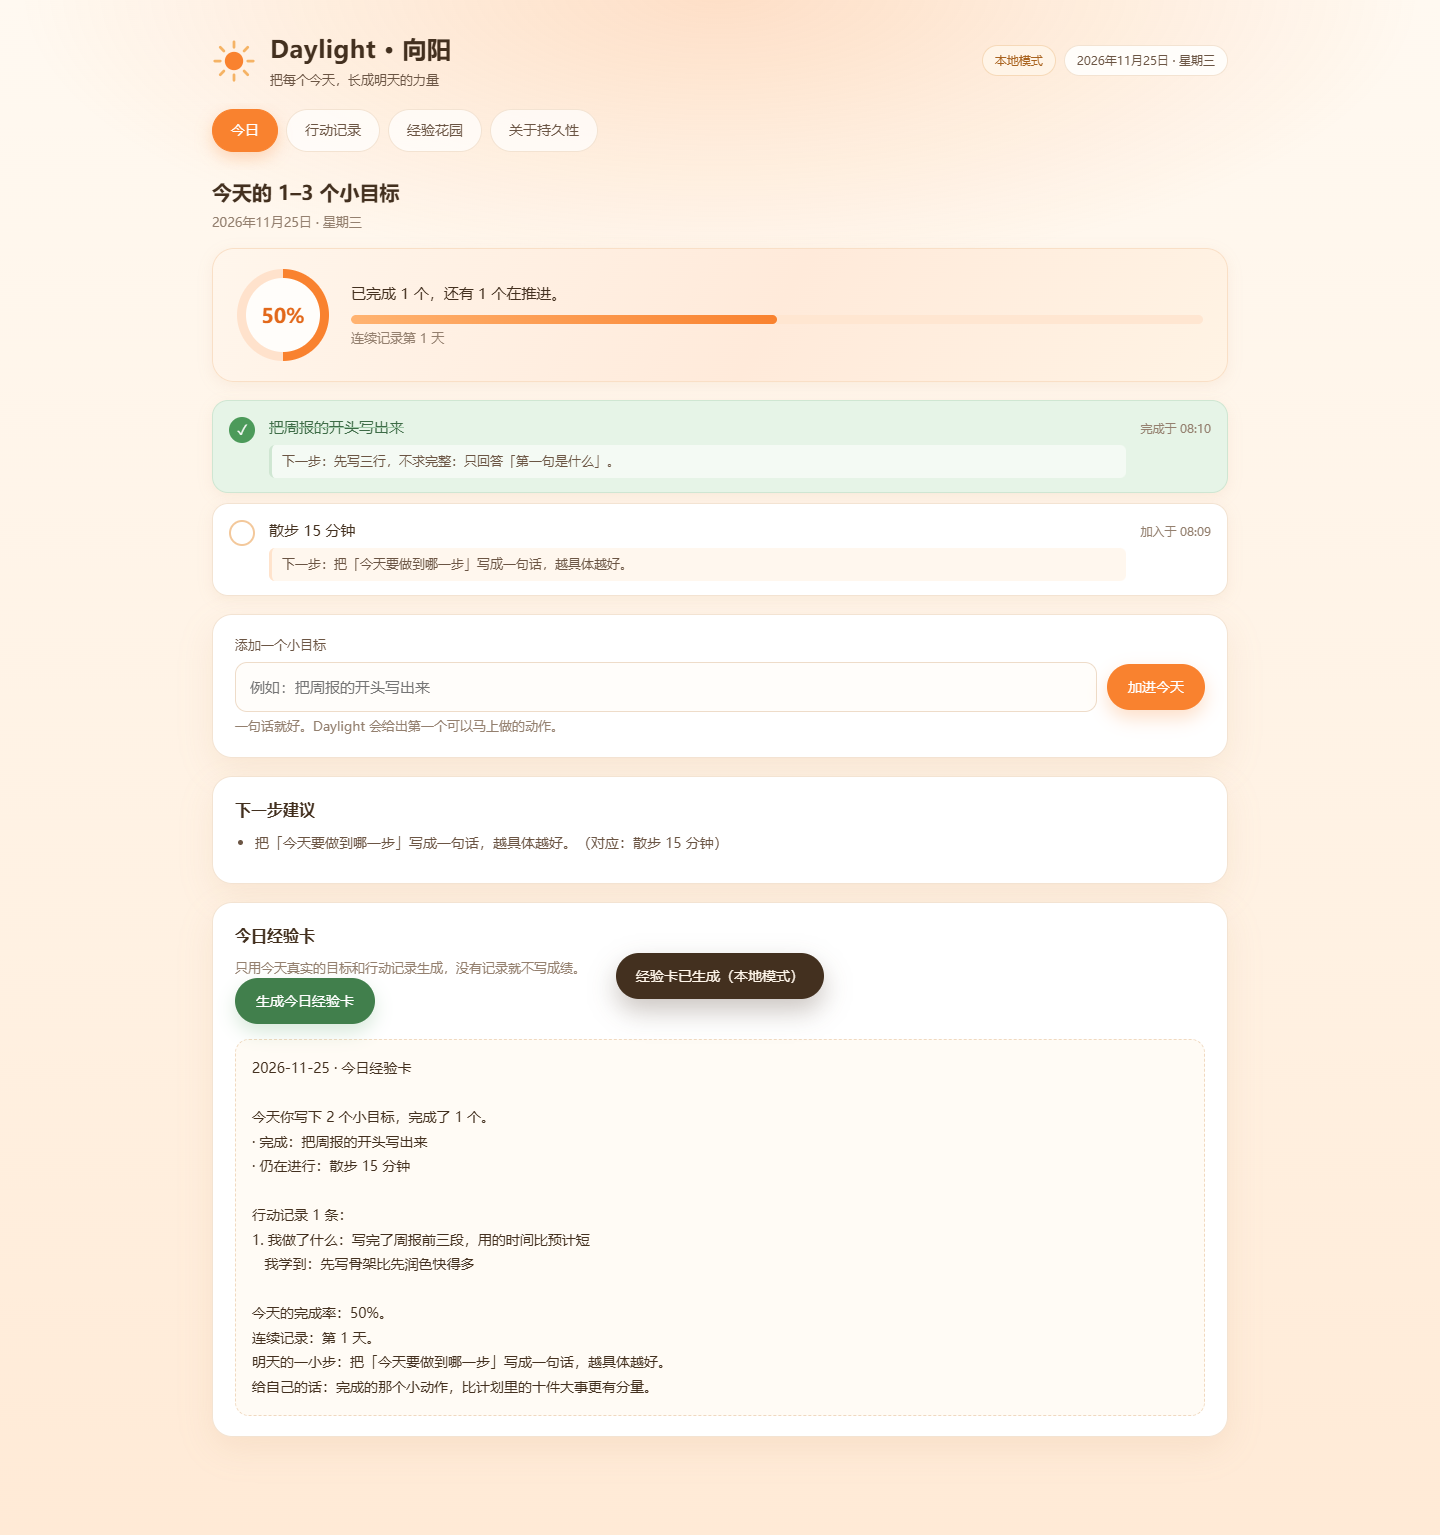 Daylight · 向阳
把每个今天，长成明天的力量
本地模式
2026年11月25日 · 星期三
今日
行动记录
经验花园
关于持久性
今天的 1–3 个小目标
2026年11月25日 · 星期三
50%
已完成 1 个，还有 1 个在推进。
连续记录第 1 天
把周报的开头写出来
完成于 08:10
下一步：先写三行，不求完整：只回答「第一句是什么」。
散步 15 分钟
加入于 08:09
下一步：把「今天要做到哪一步」写成一句话，越具体越好。
添加一个小目标
例如：把周报的开头写出来
加进今天
一句话就好。Daylight 会给出第一个可以马上做的动作。
下一步建议
• 把「今天要做到哪一步」写成一句话，越具体越好。（对应：散步 15 分钟）
今日经验卡
只用今天真实的目标和行动记录生成，没有记录就不写成绩。
经验卡已生成（本地模式）
生成今日经验卡
2026-11-25 · 今日经验卡
今天你写下 2 个小目标，完成了 1 个。
· 完成：把周报的开头写出来
· 仍在进行：散步 15 分钟
行动记录 1 条：
1. 我做了什么：写完了周报前三段，用的时间比预计短
我学到：先写骨架比先润色快得多
今天的完成率：50%。
连续记录：第 1 天。
明天的一小步：把「今天要做到哪一步」写成一句话，越具体越好。
给自己的话：完成的那个小动作，比计划里的十件大事更有分量。